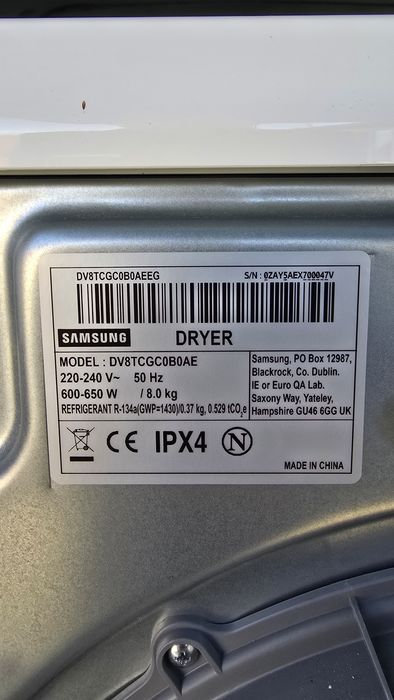 DV8TCGC0B0AEEG S/N : 0ZAY5AEX700047V
SAMSUNG DRYER
MODEL : DV8TCGC0B0AE
220-240 V~ 50 Hz
600-650 W / 8.0 kg
REFRIGERANT R-134a(GWP=1430)/0.37 kg, 0.529 tCO₂e
Samsung, PO Box 12987,
Blackrock, Co. Dublin.
IE or Euro QA Lab.
Saxony Way, Yateley,
Hampshire GU46 6GG UK
CE IPX4 N
MADE IN CHINA